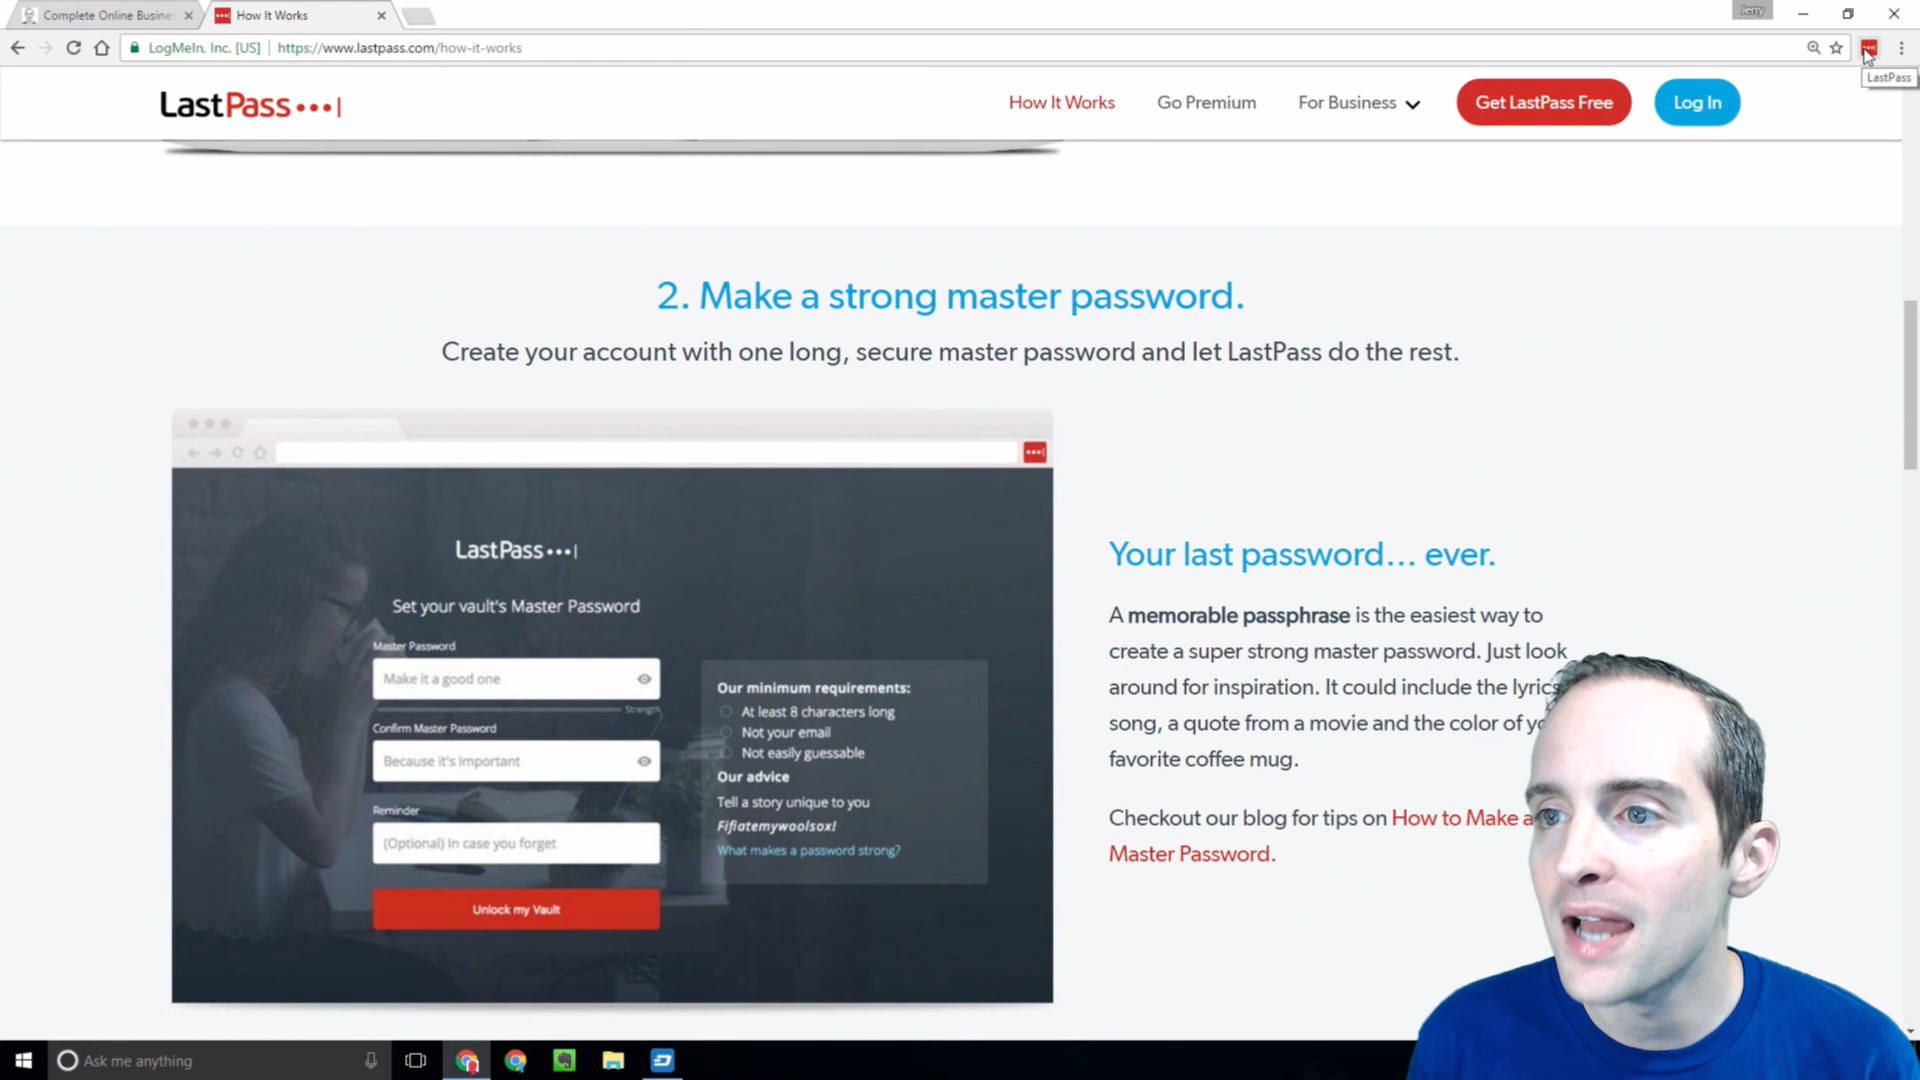 Complete Online Busine
How It Works
Jerry
LogMeIn, Inc. [US]
https://www.lastpass.com/how-it-works
LastPass
LastPass
How It Works
Go Premium
For Business
Get LastPass Free
Log In
2. Make a strong master password.
Create your account with one long, secure master password and let LastPass do the rest.
LastPass
Set your vault's Master Password
Master Password
Make it a good one
Strength
Confirm Master Password
Because it's important
Reminder
(Optional) In case you forget
Unlock my Vault
Our minimum requirements:
At least 8 characters long
Not your email
Not easily guessable
Our advice
Tell a story unique to you
Fifiatemywoolsox!
What makes a password strong?
Your last password... ever.
A memorable passphrase is the easiest way to
create a super strong master password. Just look
around for inspiration. It could include the lyrics
song, a quote from a movie and the color of yo
favorite coffee mug.
Checkout our blog for tips on How to Make a
Master Password.
Ask me anything